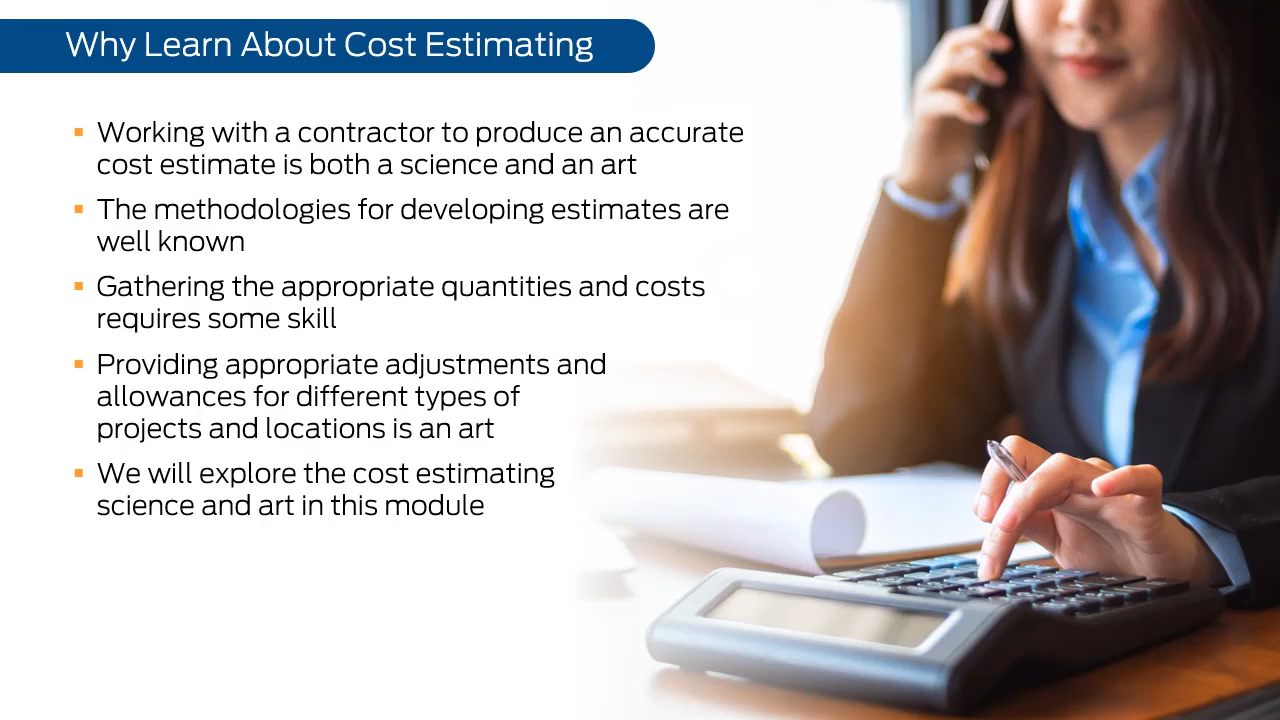 Why Learn About Cost Estimating
▪ Working with a contractor to produce an accurate
cost estimate is both a science and an art
▪ The methodologies for developing estimates are
well known
▪ Gathering the appropriate quantities and costs
requires some skill
▪ Providing appropriate adjustments and
allowances for different types of
projects and locations is an art
▪ We will explore the cost estimating
science and art in this module